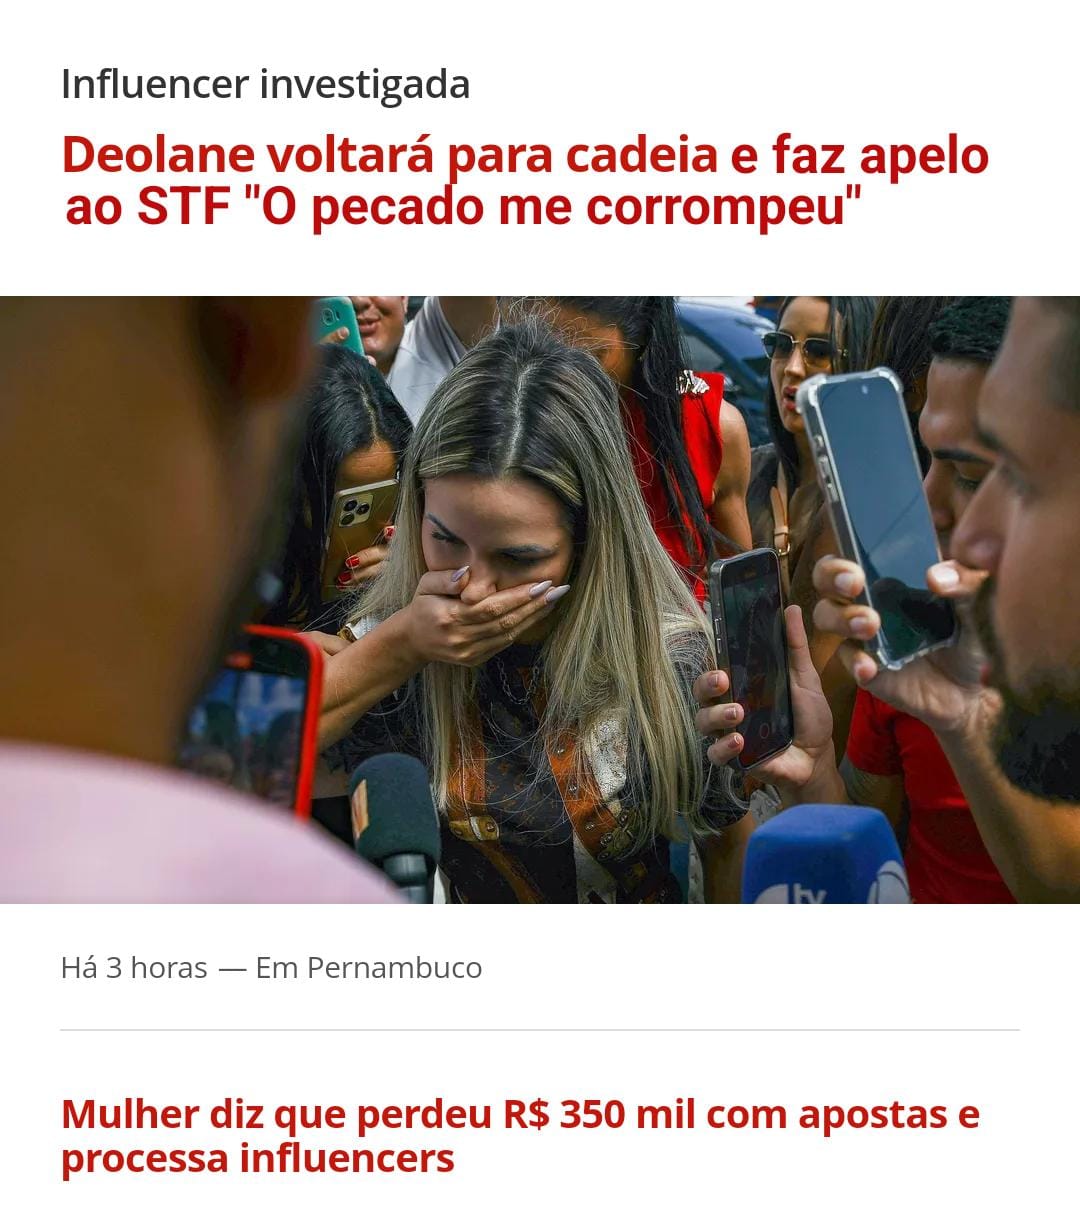 Influencer investigada
Deolane voltará para cadeia e faz apelo
ao STF "O pecado me corrompeu"
tv
Há 3 horas — Em Pernambuco
Mulher diz que perdeu R$ 350 mil com apostas e
processa influencers